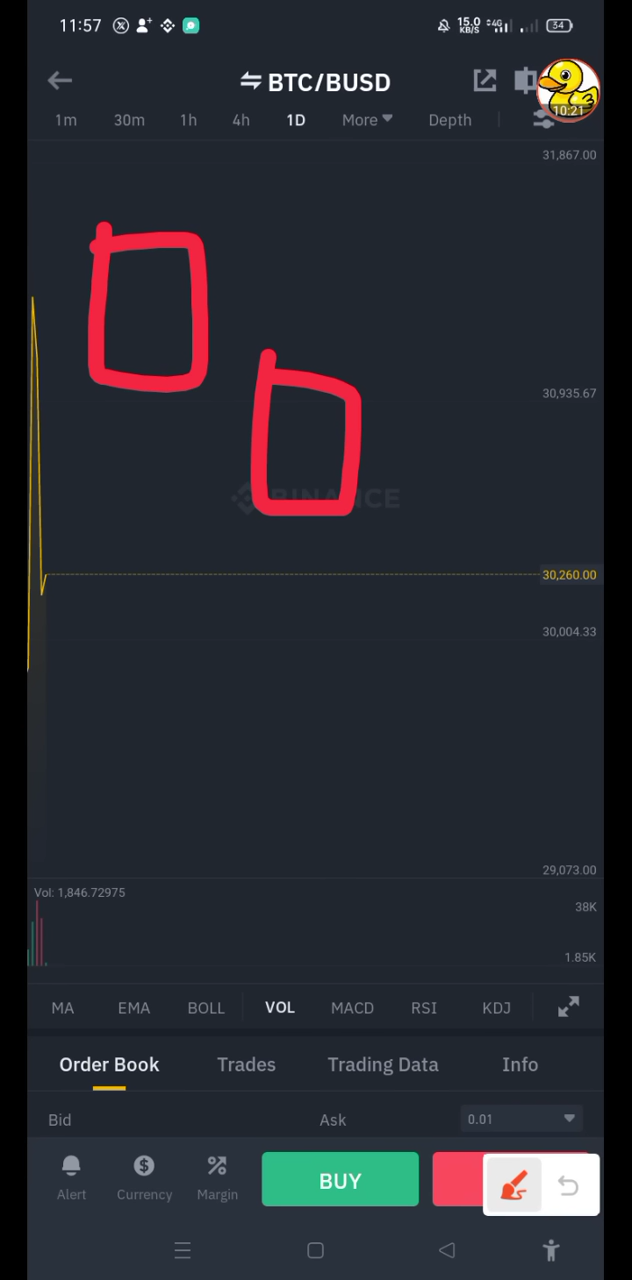 11:57
15.0 KB/S 4G 54
BTC/BUSD
10:21
1m 30m 1h 4h 1D More Depth
31,867.00
30,935.67
BINANCE
30,260.00
30,004.33
29,073.00
Vol: 1,846.72975
38K
1.85K
MA EMA BOLL VOL MACD RSI KDJ
Order Book Trades Trading Data Info
Bid Ask 0.01
Alert Currency Margin BUY